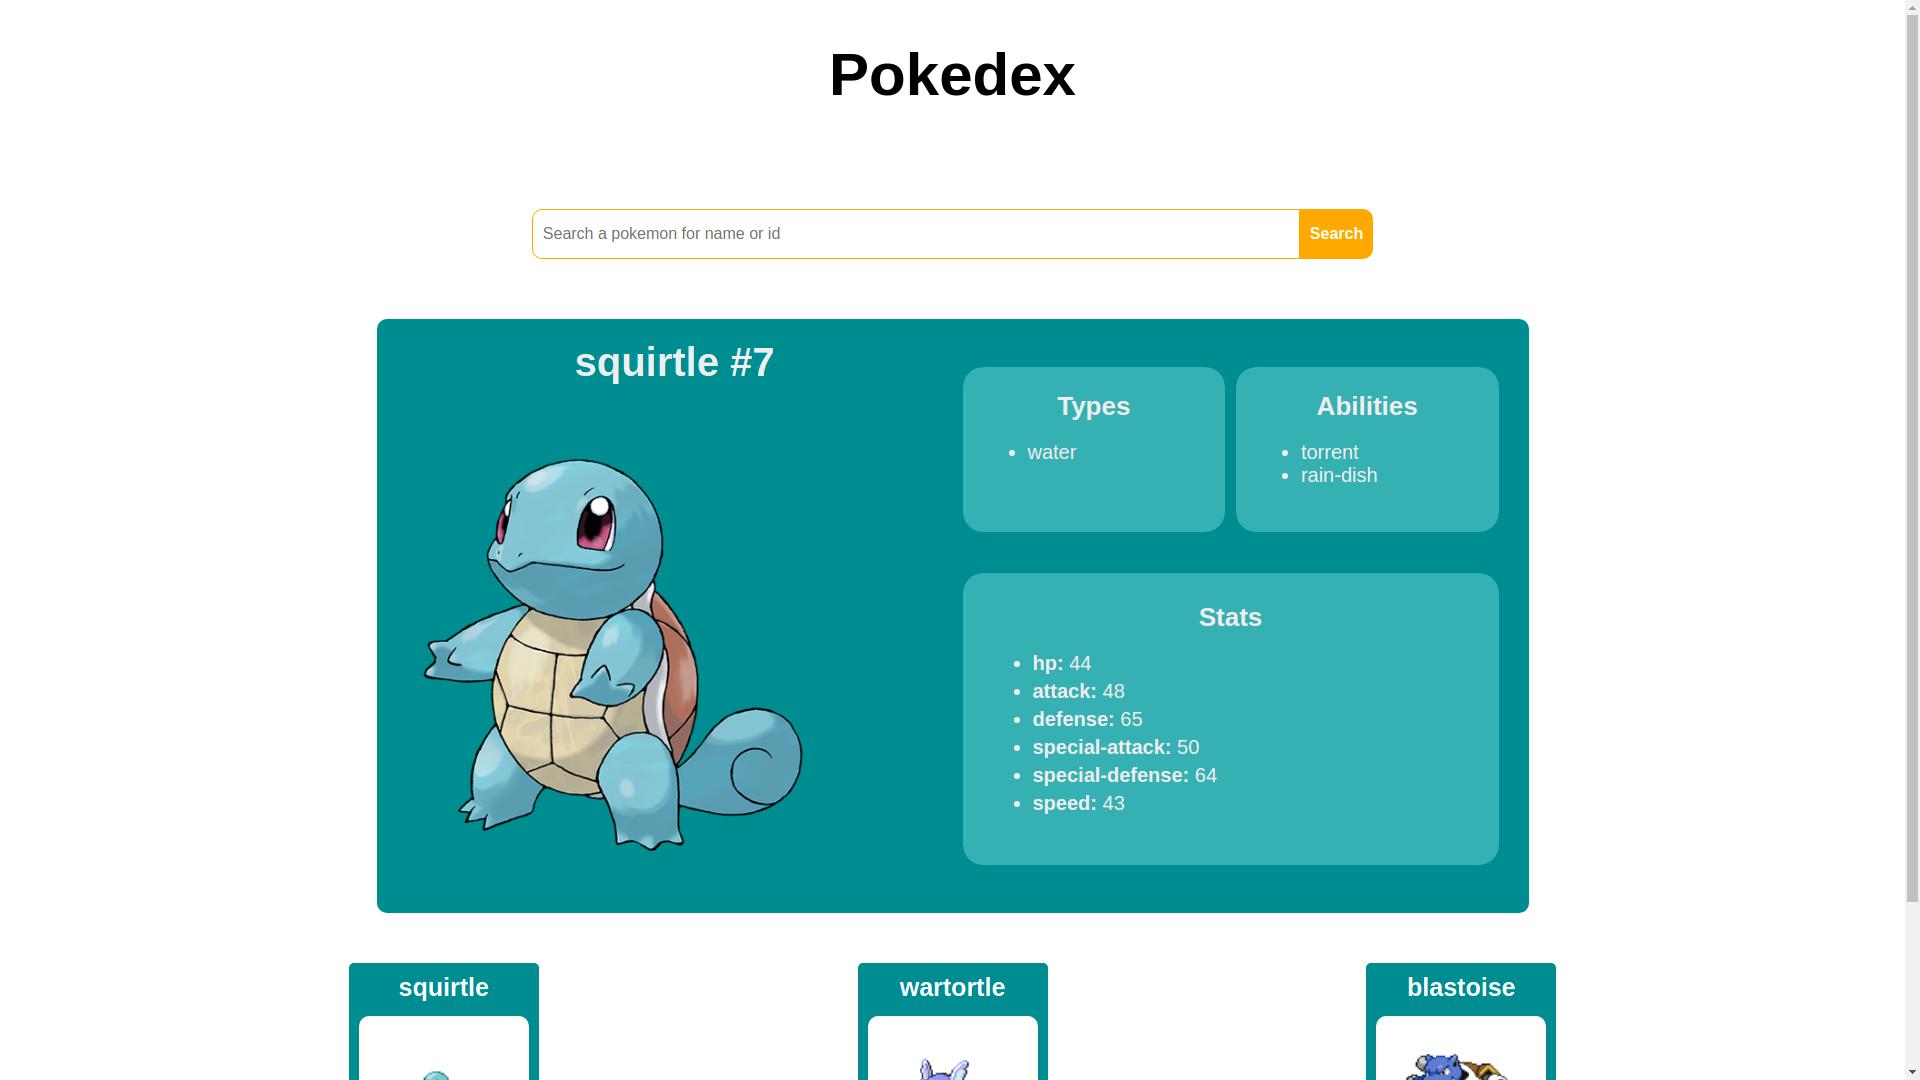 Pokedex
Search a pokemon for name or id
Search
squirtle #7
Types
water
Abilities
torrent
rain-dish
Stats
hp: 44
attack: 48
defense: 65
special-attack: 50
special-defense: 64
speed: 43
squirtle
wartortle
blastoise